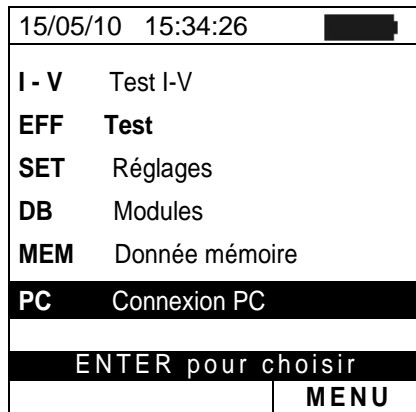 15/05/10 15:34:26
I - V Test I-V
EFF Test
SET Réglages
DB Modules
MEM Donnée mémoire
PC Connexion PC
ENTER pour choisir
MENU